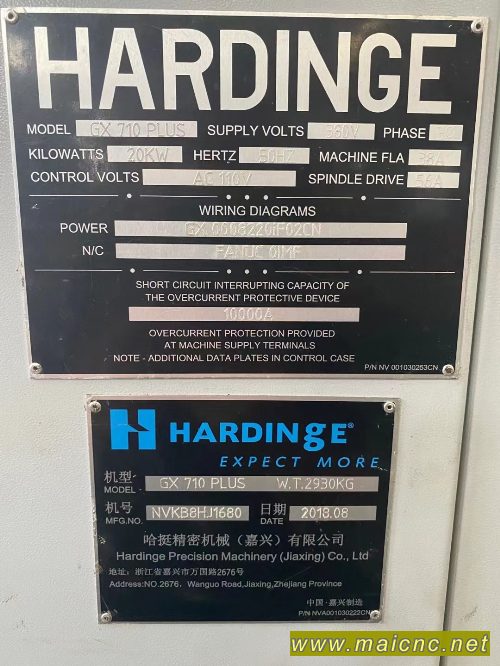 HARDINGE
MODEL GX 710 PLUS SUPPLY VOLTS 380V PHASE
KILOWATTS 20KW HERTZ 50HZ MACHINE FLA 38A
CONTROL VOLTS AC 110V SPINDLE DRIVE 56A
WIRING DIAGRAMS
POWER
N/C FANUC 0IMF
SHORT CIRCUIT INTERRUPTING CAPACITY OF
THE OVERCURRENT PROTECTIVE DEVICE
10000A
OVERCURRENT PROTECTION PROVIDED
AT MACHINE SUPPLY TERMINALS
NOTE - ADDITIONAL DATA PLATES IN CONTROL CASE
P/N NV 001030253CN
HARDINGE®
EXPECT MORE
机型 MODEL GX 710 PLUS W.T.2930KG
机号 MFG.NO. NVKB8HJ1680 日期 DATE 2018.08
哈挺精密机械（嘉兴）有限公司
Hardinge Precision Machinery (Jiaxing) Co., Ltd
地址：浙江省嘉兴市万国路2676号
Address:NO.2676，Wanguo Road,Jiaxing,Zhejiang Province
中国·嘉兴制造
P/N NVA001030222CN
www.maicnc.net